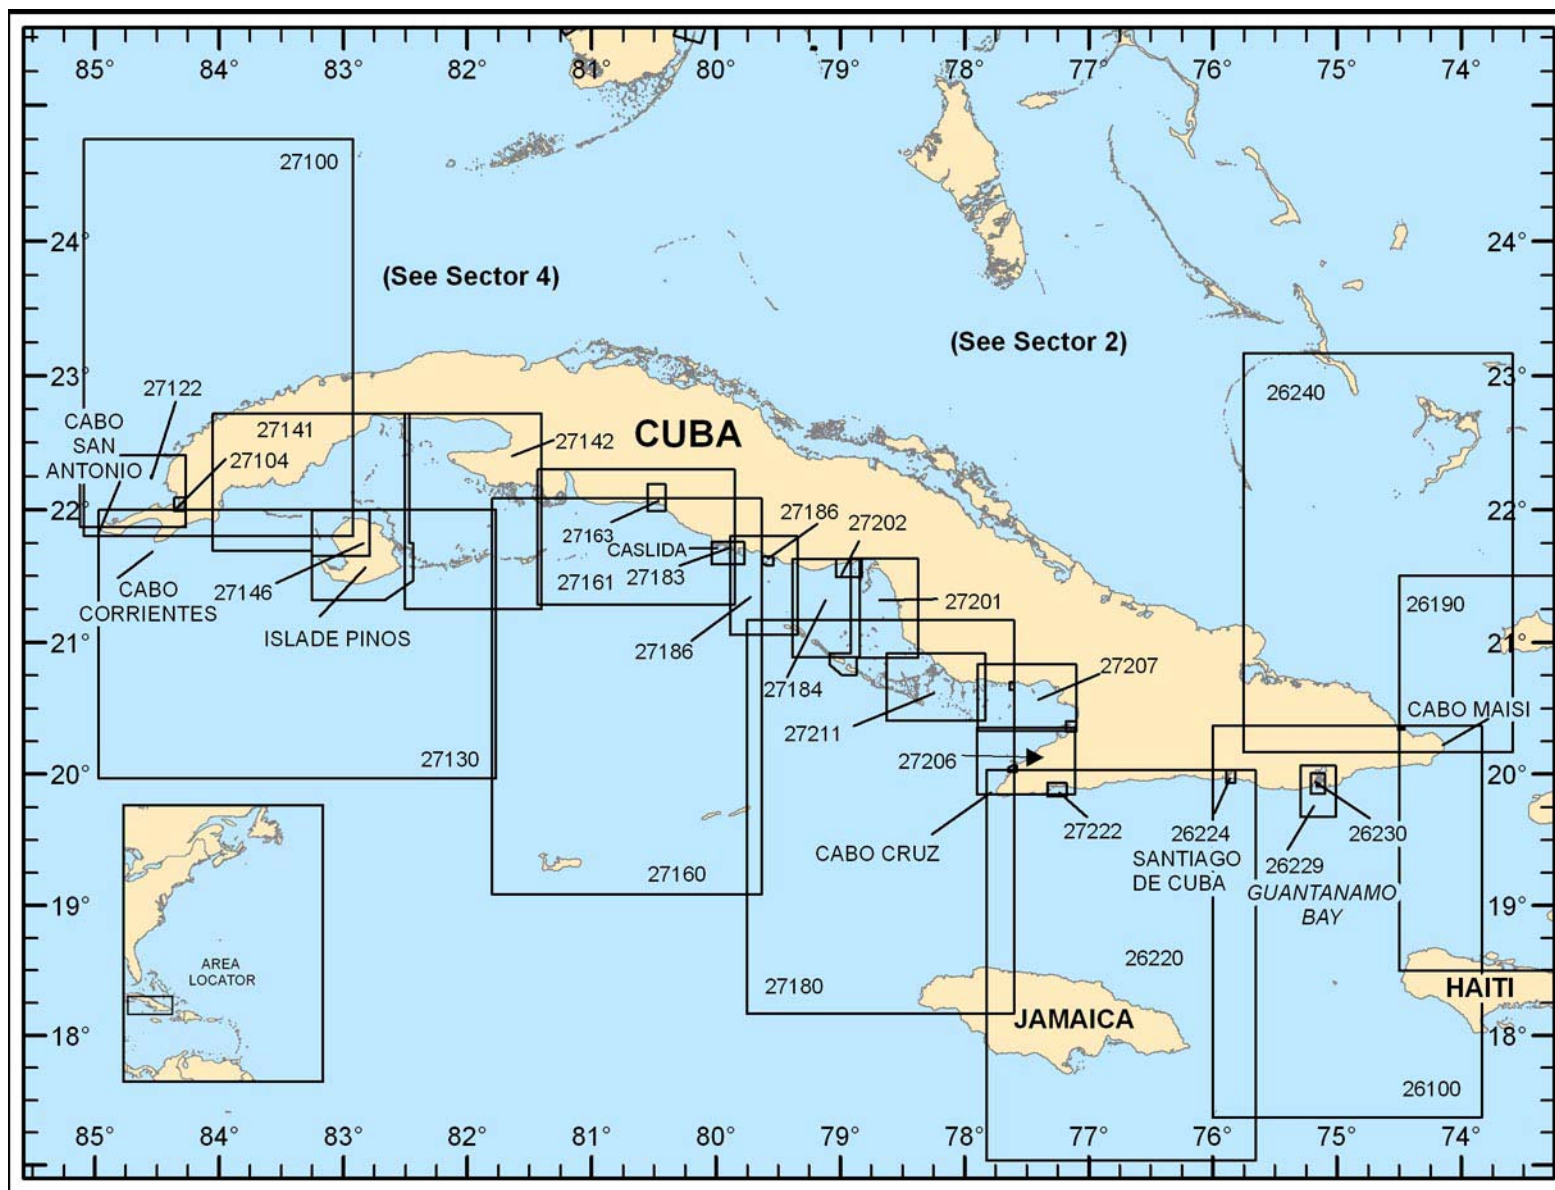 85° 84° 83° 82° 81° 80° 79° 78° 77° 76° 75° 74°
27100
24°
24°
(See Sector 4)
(See Sector 2)
23°
23°
27122
26240
CABO
SAN
ANTONIO
27141
CUBA
27142
27104
22°
22°
27186
27202
27163
CASLIDA
27161
27183
27146
CABO
CORRIENTES
ISLADE PINOS
27201
26190
21°
21°
27186
27184
27207
27211
CABO MAISI
27130
27206
20°
20°
27222
26224
26230
SANTIAGO
DE CUBA
CABO CRUZ
27160
26229
GUANTANAMO
BAY
19°
19°
26220
AREA
LOCATOR
27180
HAITI
JAMAICA
18°
18°
26100
85° 84° 83° 82° 81° 80° 79° 78° 77° 76° 75° 74°